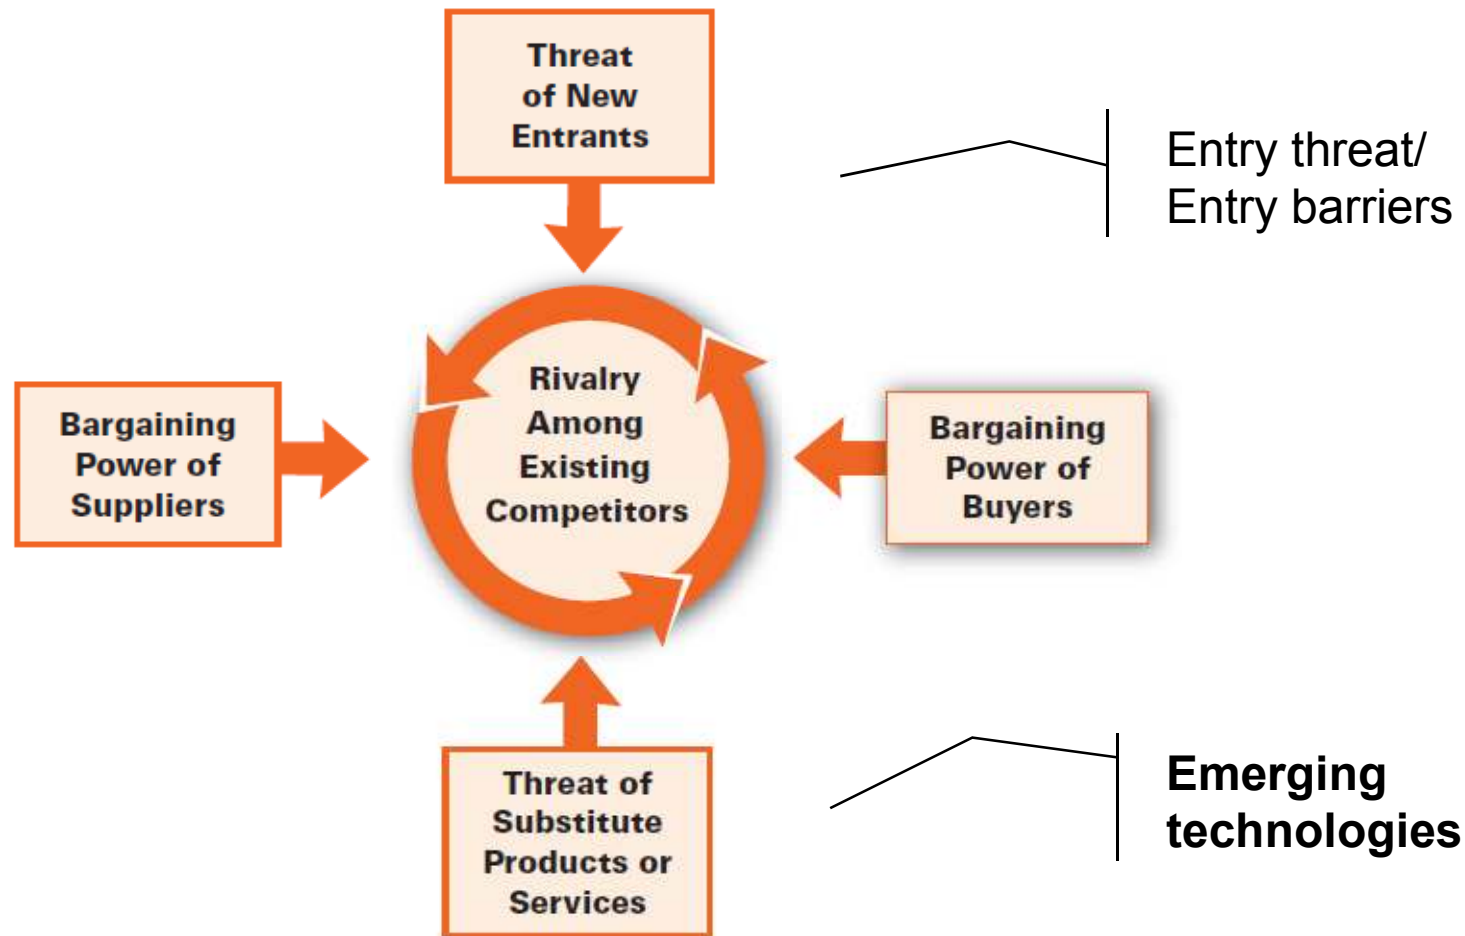 Threat
of New
Entrants
Entry threat/
Entry barriers
Rivalry
Among
Existing
Competitors
Bargaining
Power of
Suppliers
Bargaining
Power of
Buyers
Threat of
Substitute
Products or
Services
Emerging
technologies